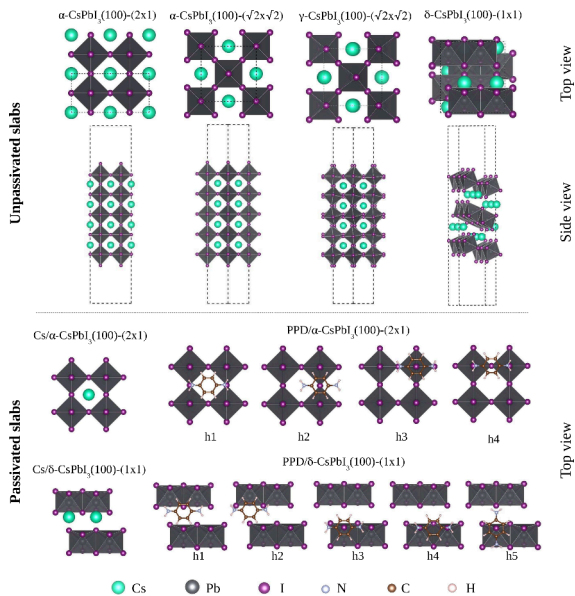 α-CsPbI3(100)-(2x1) α-CsPbI3(100)-(√2x√2) γ-CsPbI3(100)-(√2x√2) δ-CsPbI3(100)-(1x1)
Top view
Unpassivated slabs
Side view
Cs/α-CsPbI3(100)-(2x1) PPD/α-CsPbI3(100)-(2x1)
h1 h2 h3 h4
Passivated slabs
Top view
Cs/δ-CsPbI3(100)-(1x1) PPD/δ-CsPbI3(100)-(1x1)
h1 h2 h3 h4 h5
Cs Pb I N C H